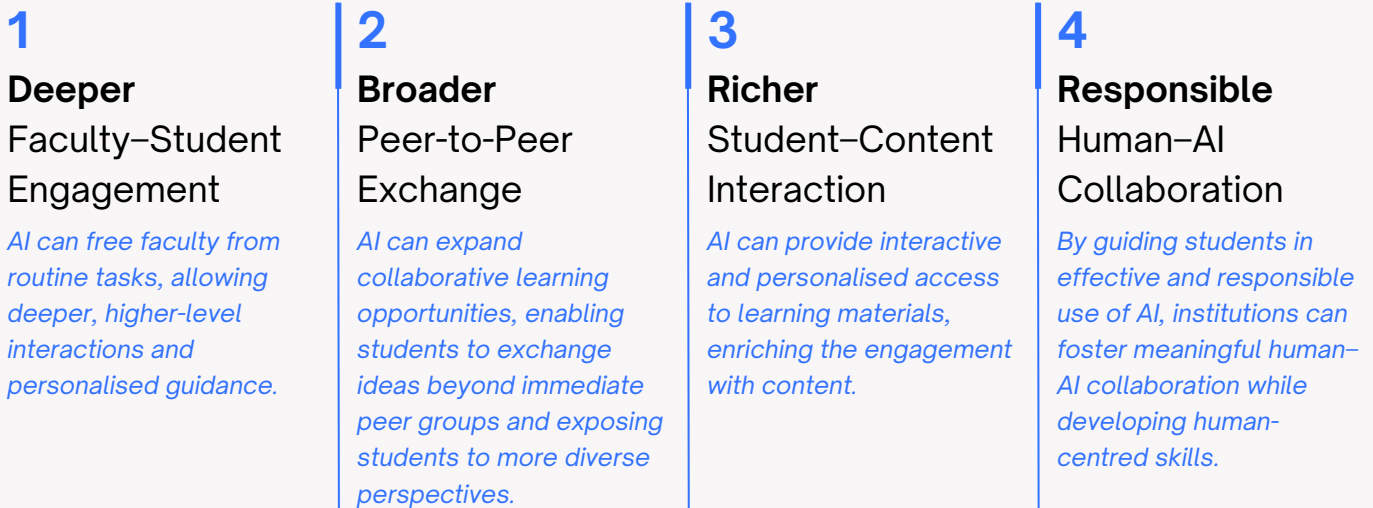 1
Deeper
Faculty–Student
Engagement
AI can free faculty from
routine tasks, allowing
deeper, higher-level
interactions and
personalised guidance.
2
Broader
Peer-to-Peer
Exchange
AI can expand
collaborative learning
opportunities, enabling
students to exchange
ideas beyond immediate
peer groups and exposing
students to more diverse
perspectives.
3
Richer
Student–Content
Interaction
AI can provide interactive
and personalised access
to learning materials,
enriching the engagement
with content.
4
Responsible
Human–AI
Collaboration
By guiding students in
effective and responsible
use of AI, institutions can
foster meaningful human–
AI collaboration while
developing human-
centred skills.